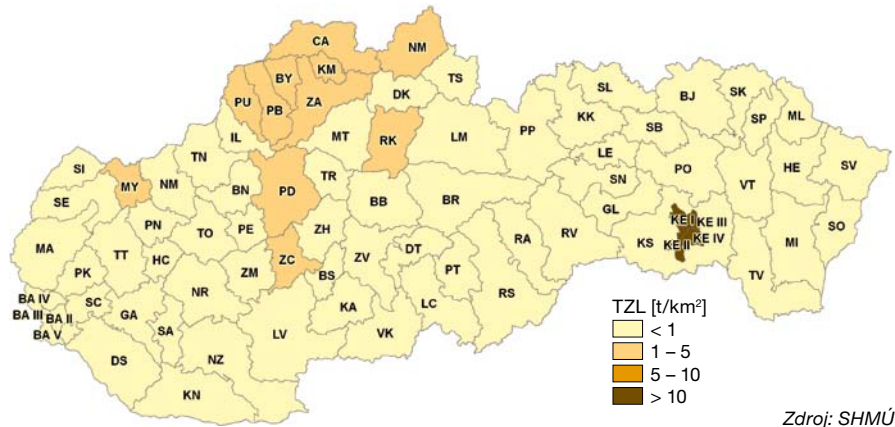 CA
NM
KM
BY
PU
PB
ZA
TS
DK
IL
MT
RK
LM
PP
SL
KK
BJ
SK
SP
ML
SB
TN
LE
PO
HE
SV
SI
MY
NM
BN
PD
TR
BB
BR
SN
VT
SE
GL
PN
TO
PE
ZH
KE I
KE III
SO
MA
TT
HC
ZC
ZV
DT
RA
RV
KS
KE II
KE IV
MI
PK
ZM
BS
PT
TV
BA IV
SC
NR
KA
LC
RS
BA III
BA II
GA
LV
BA V
SA
VK
DS
NZ
KN
TZL [t/km²]
< 1
1 – 5
5 – 10
> 10
Zdroj: SHMÚ